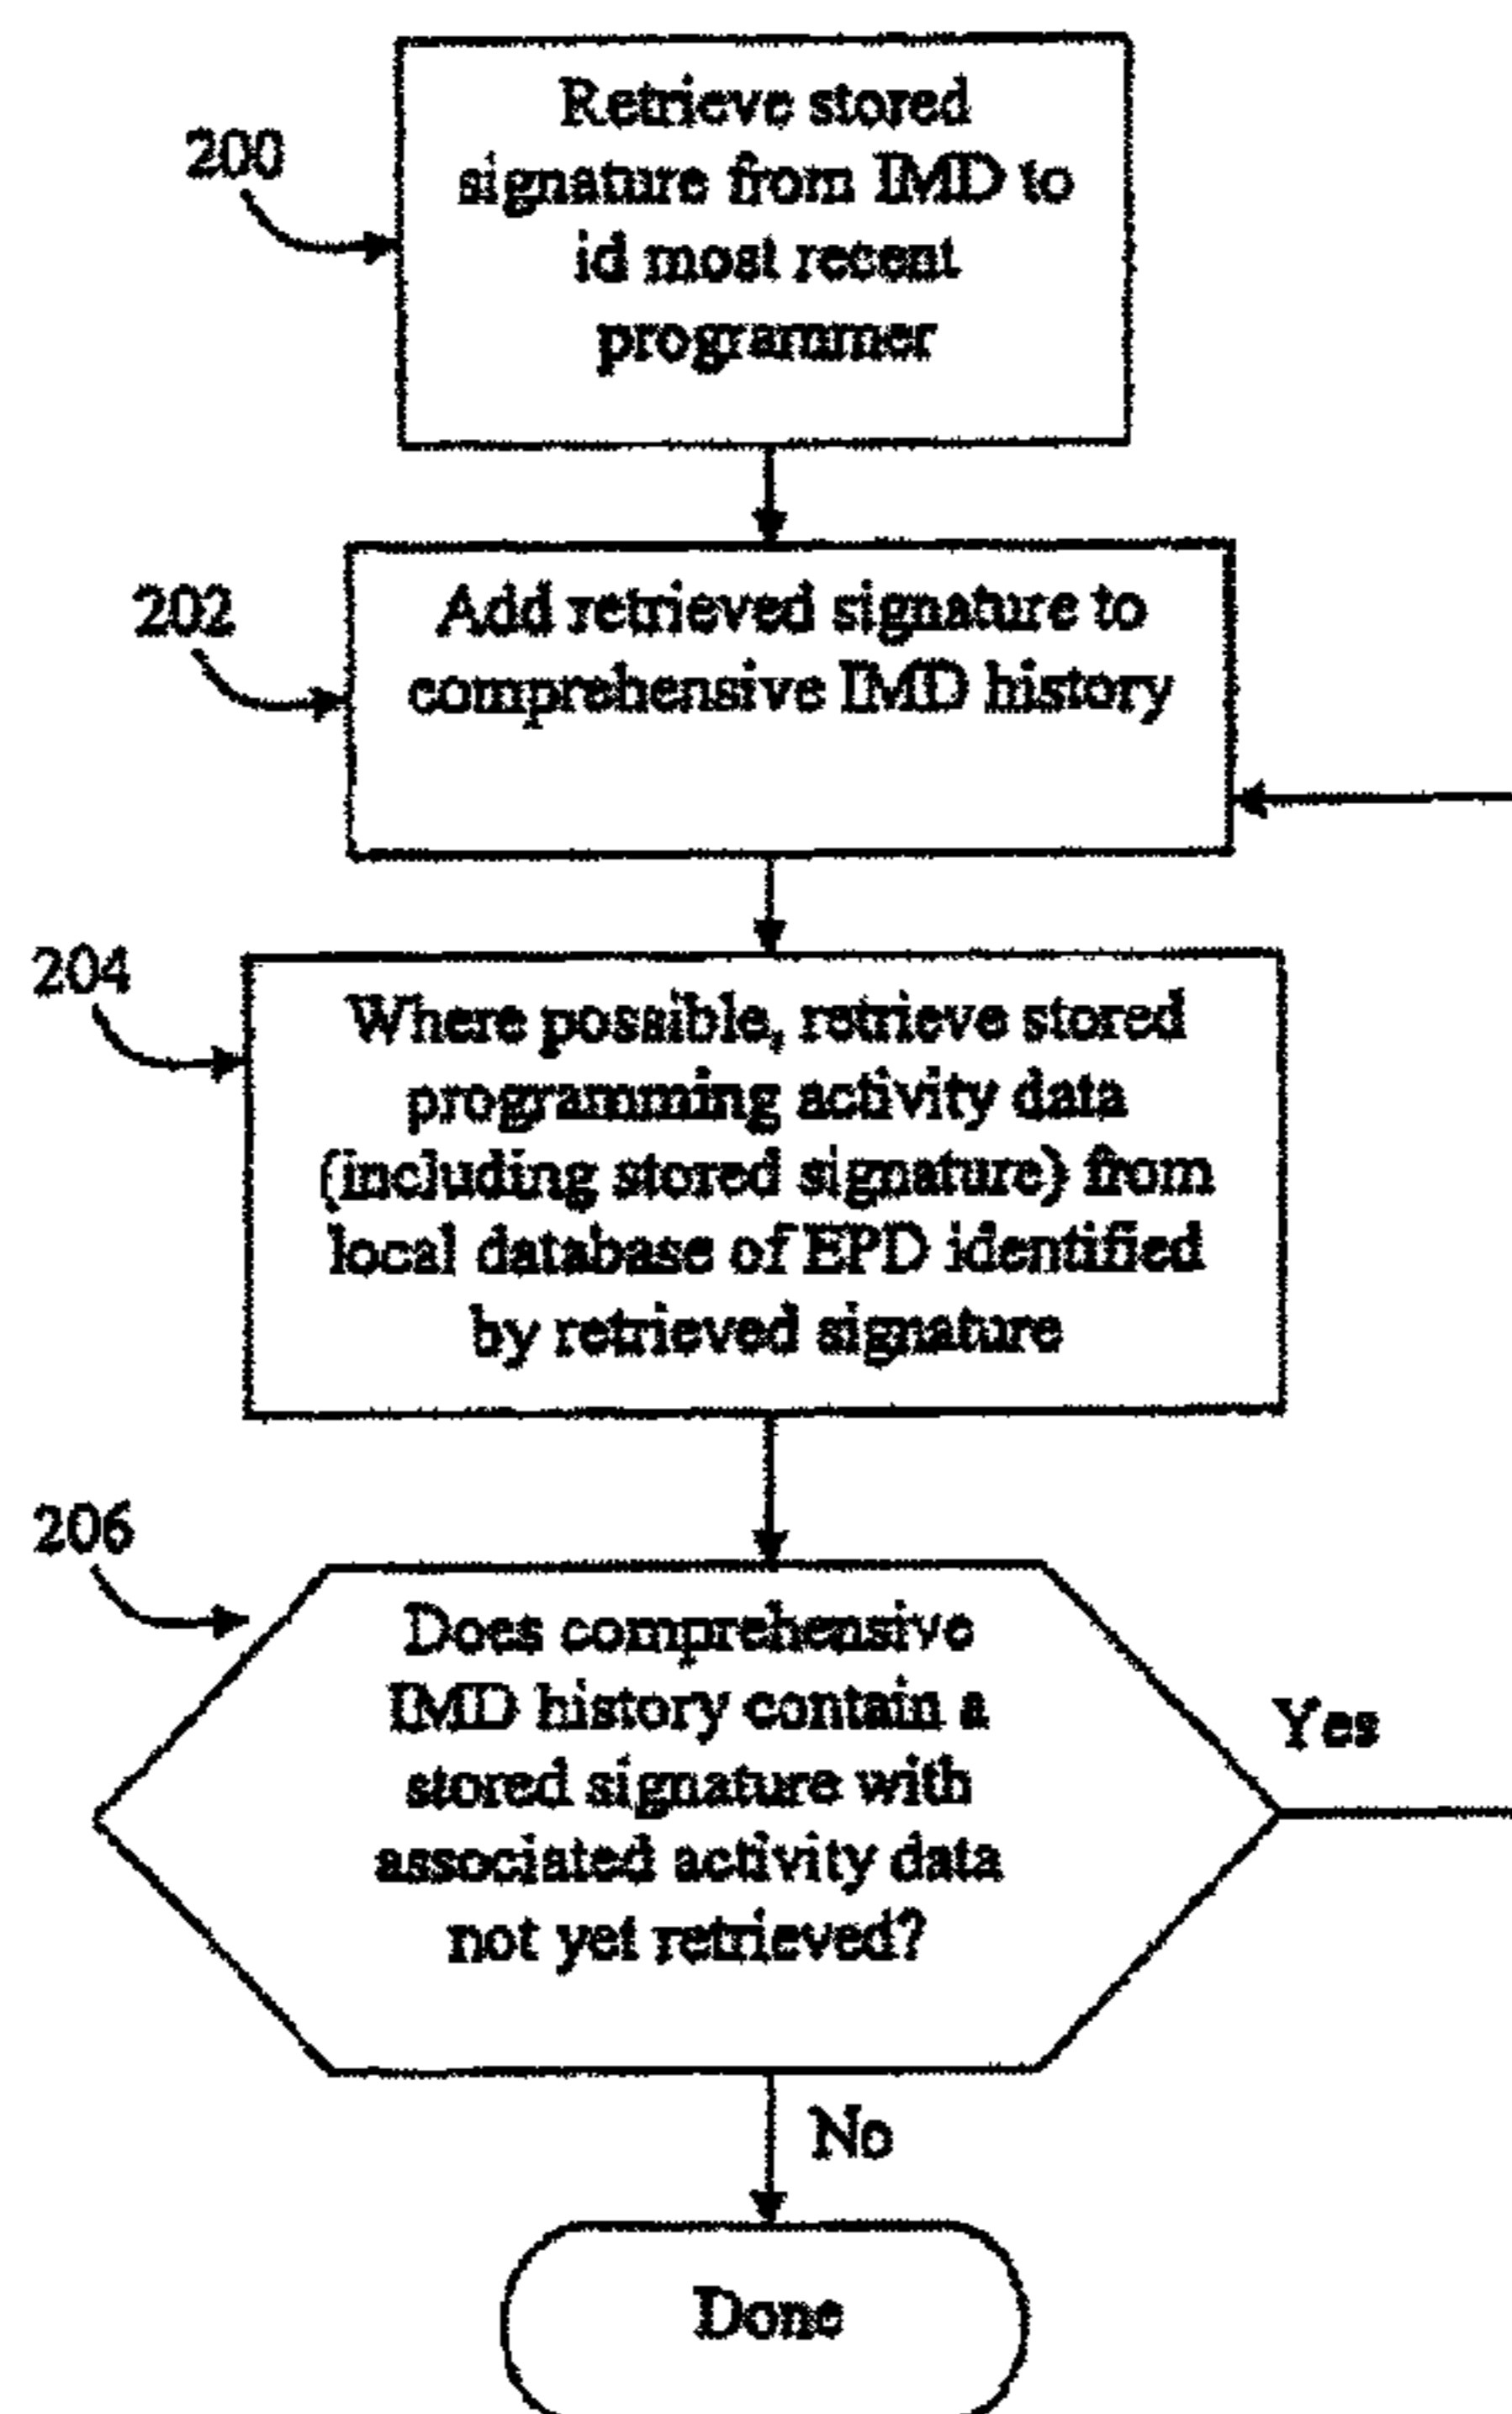 200
Retrieve stored
signature from IMD to
id most recent
programmer
202
Add retrieved signature to
comprehensive IMD history
204
Where possible, retrieve stored
programming activity data
(including stored signature) from
local database of EPD identified
by retrieved signature
206
Does comprehensive
IMD history contain a
stored signature with
associated activity data
not yet retrieved?
Yes
No
Done